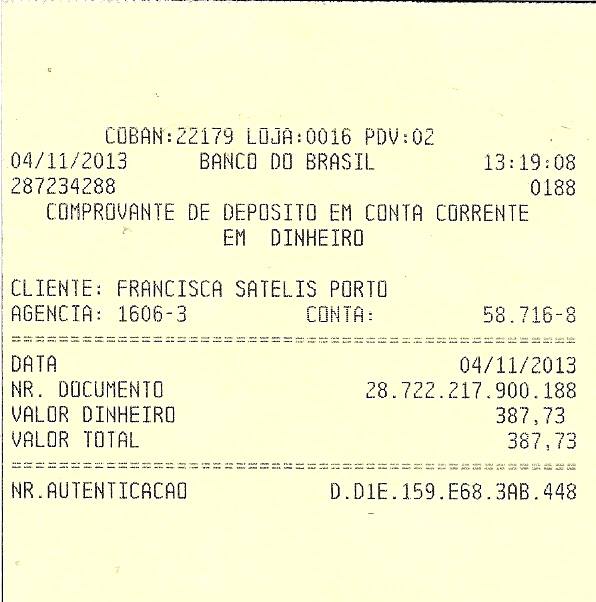 COBAN:22179 LOJA:0016 PDV:02
04/11/2013 BANCO DO BRASIL 13:19:08
287234288 0188
COMPROVANTE DE DEPOSITO EM CONTA CORRENTE
EM DINHEIRO
CLIENTE: FRANCISCA SATELIS PORTO
AGENCIA: 1606-3 CONTA: 58.716-8
================================================
DATA 04/11/2013
NR. DOCUMENTO 28.722.217.900.188
VALOR DINHEIRO 387,73
VALOR TOTAL 387,73
================================================
NR.AUTENTICACAO D.D1E.159.E68.3AB.448